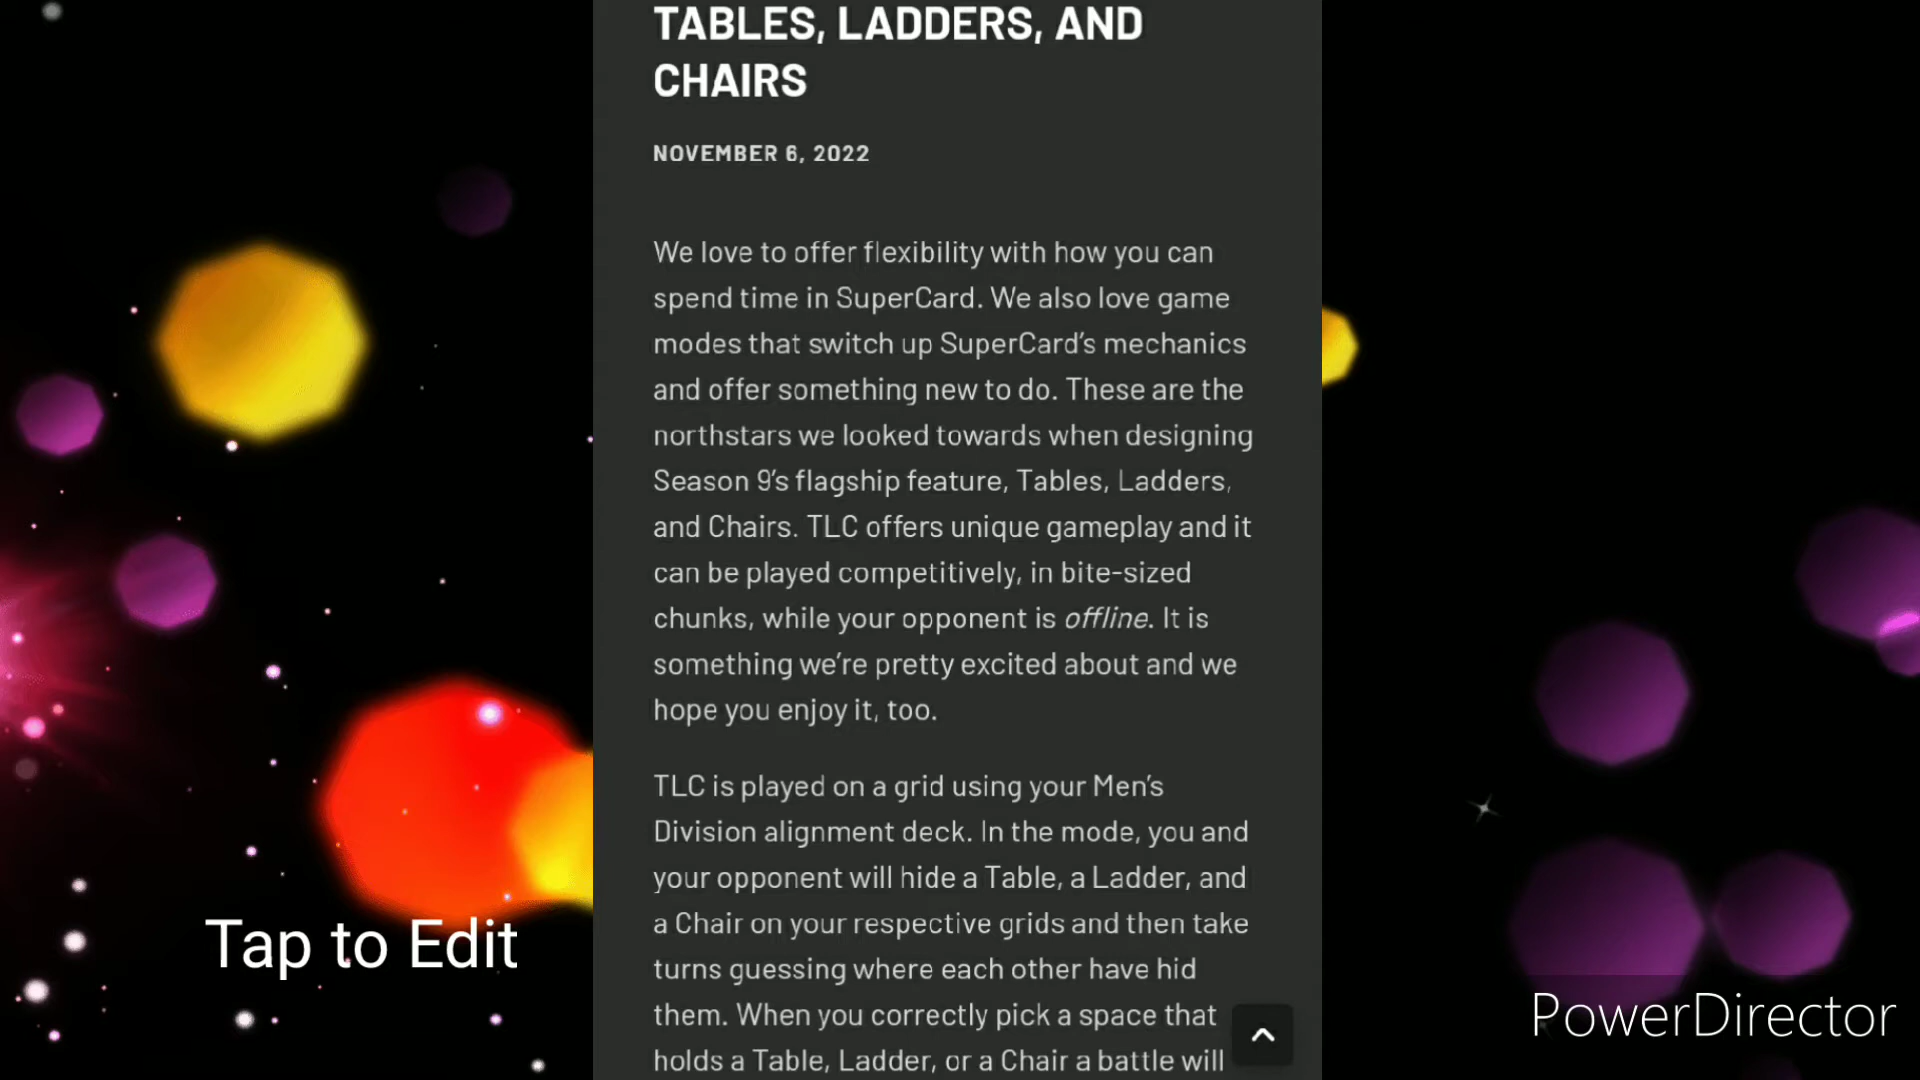 TABLES, LADDERS, AND
CHAIRS
NOVEMBER 6, 2022
We love to offer flexibility with how you can
spend time in SuperCard. We also love game
modes that switch up SuperCard’s mechanics
and offer something new to do. These are the
northstars we looked towards when designing
Season 9’s flagship feature, Tables, Ladders,
and Chairs. TLC offers unique gameplay and it
can be played competitively, in bite-sized
chunks, while your opponent is offline. It is
something we’re pretty excited about and we
hope you enjoy it, too.
TLC is played on a grid using your Men’s
Division alignment deck. In the mode, you and
your opponent will hide a Table, a Ladder, and
a Chair on your respective grids and then take
turns guessing where each other have hid
them. When you correctly pick a space that
holds a Table, Ladder, or a Chair a battle will
Tap to Edit
PowerDirector